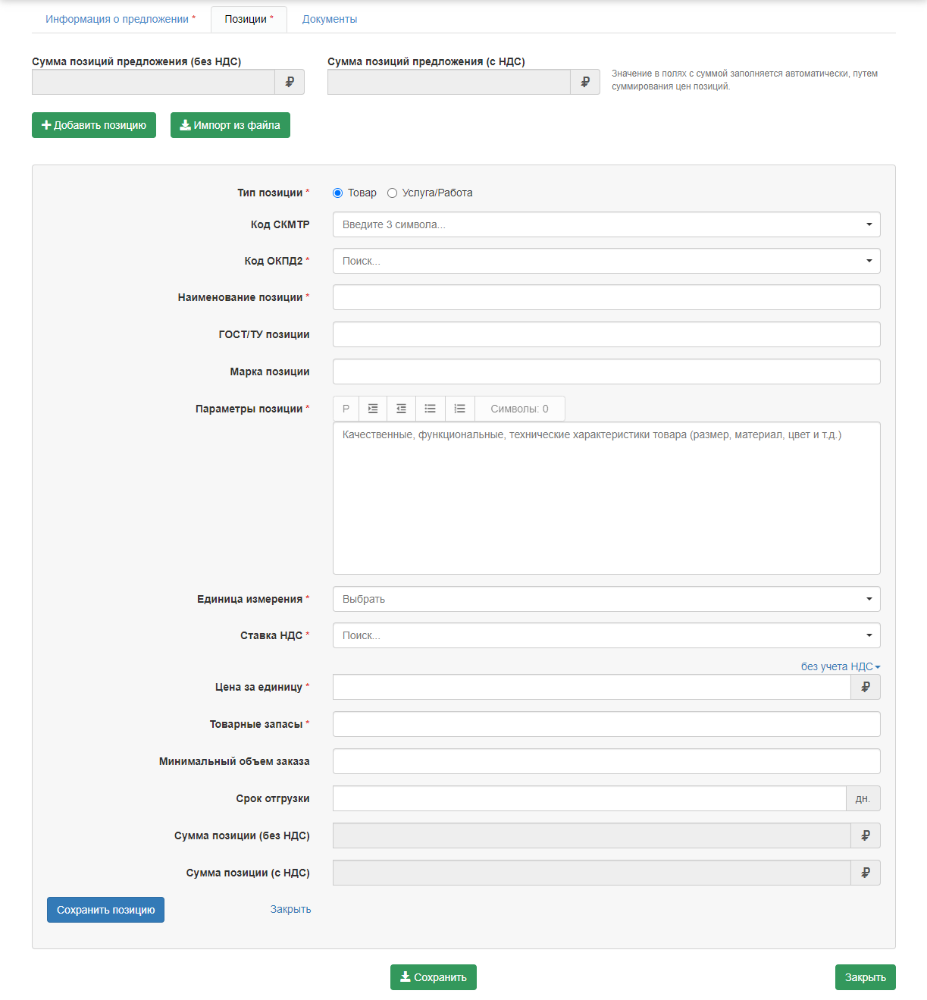 Информация о предложении * Позиции * Документы
Сумма позиций предложения (без НДС) Сумма позиций предложения (с НДС)
₽ ₽ Значение в полях с суммой заполняется автоматически, путем
суммирования цен позиций.
Добавить позицию Импорт из файла
Тип позиции * Товар Услуга/Работа
Код СКМТР Введите 3 символа...
Код ОКПД2 * Поиск...
Наименование позиции *
ГОСТ/ТУ позиции
Марка позиции
Параметры позиции * P Символы: 0
Качественные, функциональные, технические характеристики товара (размер, материал, цвет и т.д.)
Единица измерения * Выбрать
Ставка НДС * Поиск...
без учета НДС
Цена за единицу * ₽
Товарные запасы *
Минимальный объем заказа
Срок отгрузки дн.
Сумма позиции (без НДС) ₽
Сумма позиции (с НДС) ₽
Сохранить позицию Закрыть
Сохранить Закрыть